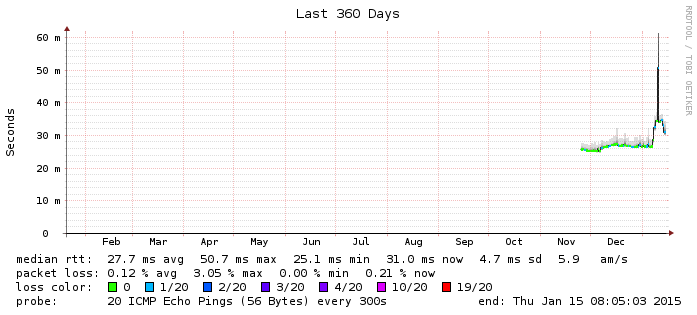 Last 360 Days
RRDTOOL / TOBI OETIKER
Seconds
60 m
50 m
40 m
30 m
20 m
10 m
0
Feb Mar Apr May Jun Jul Aug Sep Oct Nov Dec
median rtt: 27.7 ms avg 50.7 ms max 25.1 ms min 31.0 ms now 4.7 ms sd 5.9 am/s
packet loss: 0.12 % avg 3.05 % max 0.00 % min 0.21 % now
loss color: 0 1/20 2/20 3/20 4/20 10/20 19/20
probe: 20 ICMP Echo Pings (56 Bytes) every 300s end: Thu Jan 15 08:05:03 2015